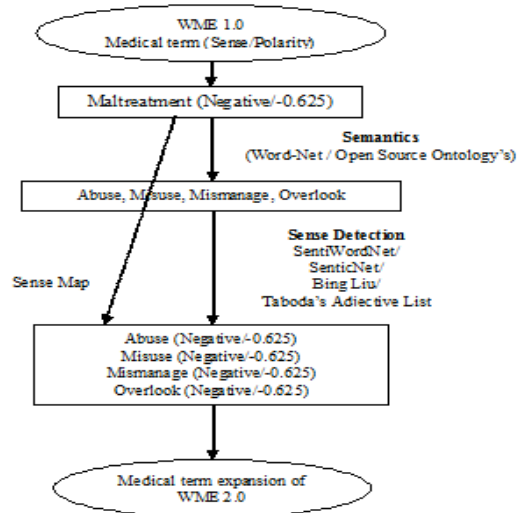 WME 1.0
Medical term (Sense/Polarity)
Maltreatment (Negative/-0.625)
Semantics
(Word-Net / Open Source Ontology's)
Abuse, Misuse, Mismanage, Overlook
Sense Detection
SentiWordNet/
SenticNet/
Bing Liu/
Taboda's Adjective List
Sense Map
Abuse (Negative/-0.625)
Misuse (Negative/-0.625)
Mismanage (Negative/-0.625)
Overlook (Negative/-0.625)
Medical term expansion of
WME 2.0